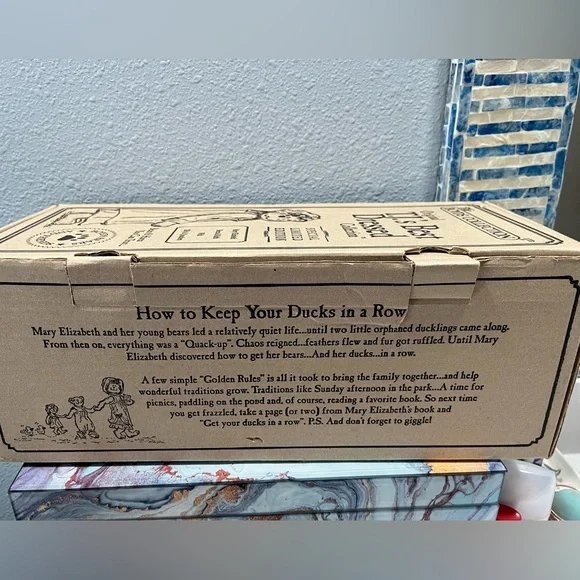 How to Keep Your Ducks in a Row
Mary Elizabeth and her young bears led a relatively quiet life...until two little orphaned ducklings came along.
From then on, everything was a "Quack-up". Chaos reigned...feathers flew and fur got ruffled. Until Mary
Elizabeth discovered how to get her bears...And her ducks...in a row.
A few simple "Golden Rules" is all it took to bring the family together...and help
wonderful traditions grow. Traditions like Sunday afternoon in the park...A time for
picnics, paddling on the pond and, of course, reading a favorite book. So next time
you get frazzled, take a page (or two) from Mary Elizabeth's book and
"Get your ducks in a row". P.S. And don't forget to giggle!